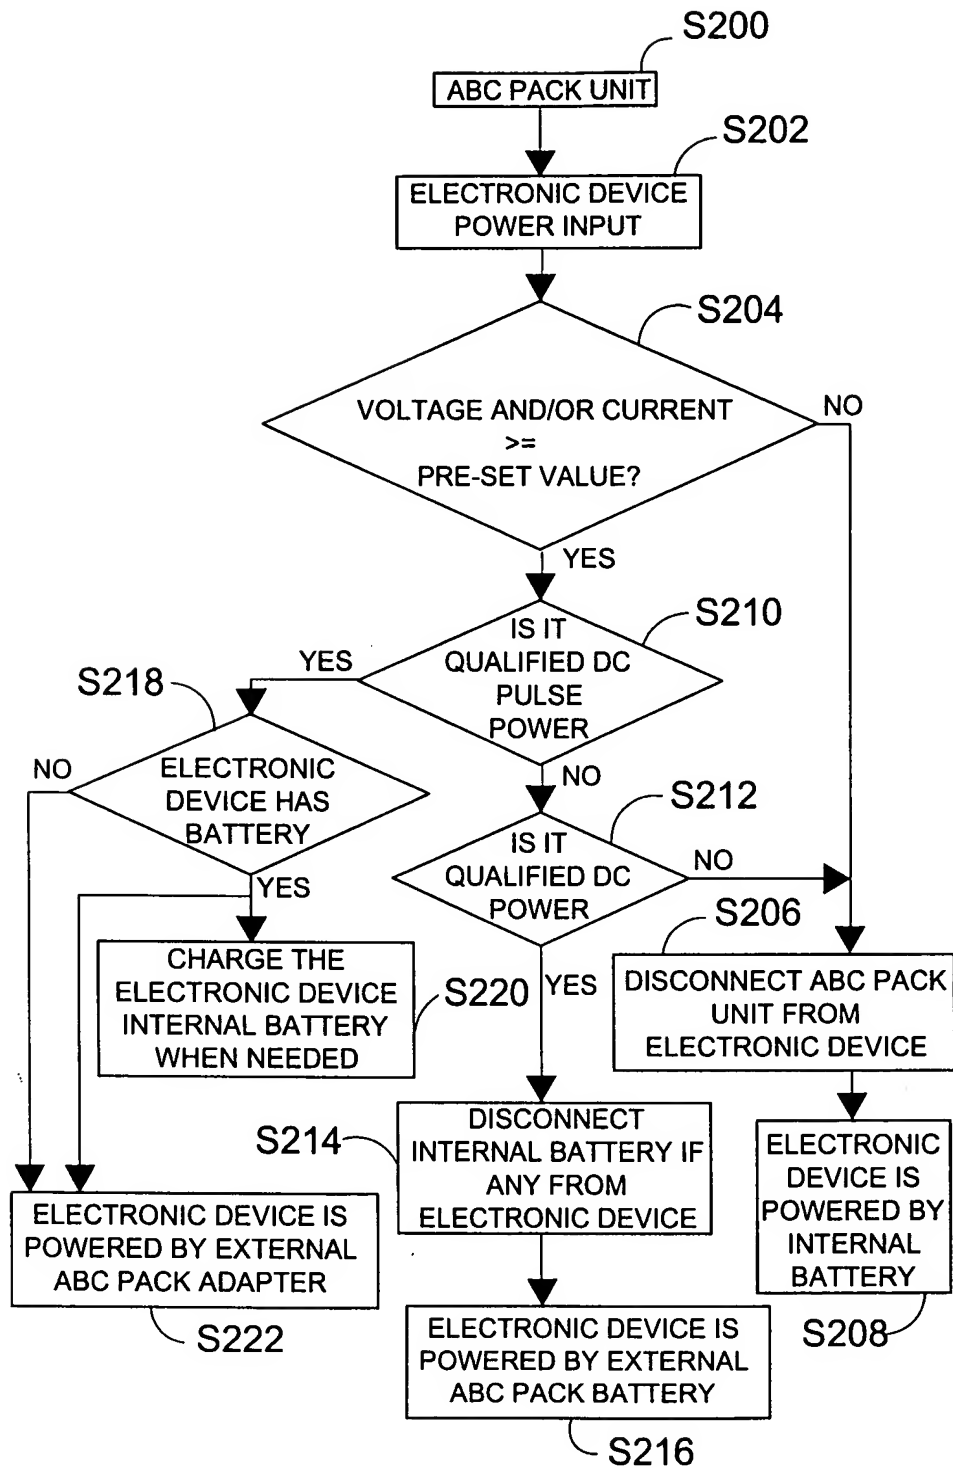 S200
ABC PACK UNIT
S202
ELECTRONIC DEVICE
POWER INPUT
S204
VOLTAGE AND/OR CURRENT
>=
PRE-SET VALUE?
NO
YES
S210
IS IT
QUALIFIED DC
PULSE
POWER
YES
S218
NO
ELECTRONIC
DEVICE HAS
BATTERY
YES
NO
S212
IS IT
QUALIFIED DC
POWER
NO
S206
DISCONNECT ABC PACK
UNIT FROM
ELECTRONIC DEVICE
CHARGE THE
ELECTRONIC DEVICE
INTERNAL BATTERY
WHEN NEEDED
S220
YES
S214
DISCONNECT
INTERNAL BATTERY IF
ANY FROM
ELECTRONIC DEVICE
ELECTRONIC
DEVICE IS
POWERED BY
INTERNAL
BATTERY
S208
ELECTRONIC DEVICE IS
POWERED BY EXTERNAL
ABC PACK ADAPTER
S222
ELECTRONIC DEVICE IS
POWERED BY EXTERNAL
ABC PACK BATTERY
S216